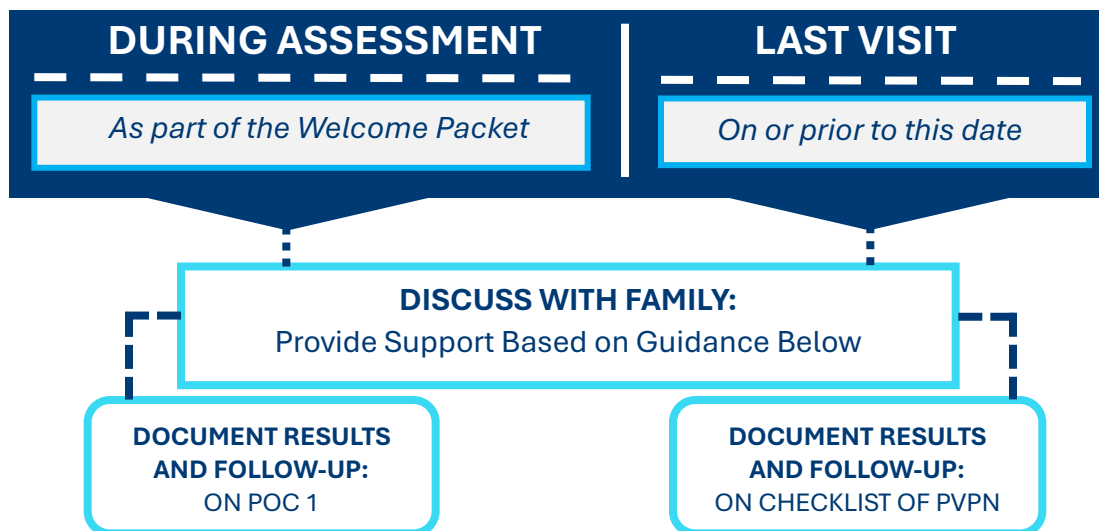 DURING ASSESSMENT
As part of the Welcome Packet
LAST VISIT
On or prior to this date
DISCUSS WITH FAMILY:
Provide Support Based on Guidance Below
DOCUMENT RESULTS
AND FOLLOW-UP:
ON POC 1
DOCUMENT RESULTS
AND FOLLOW-UP:
ON CHECKLIST OF PVPN